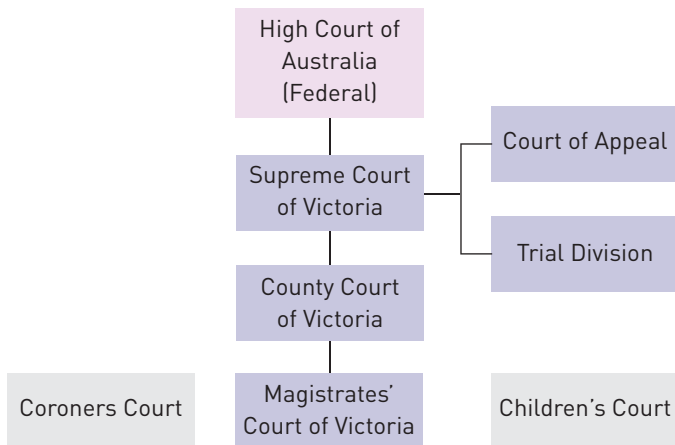 High Court of
Australia
(Federal)
Court of Appeal
Supreme Court
of Victoria
Trial Division
County Court
of Victoria
Coroners Court
Magistrates’
Court of Victoria
Children’s Court